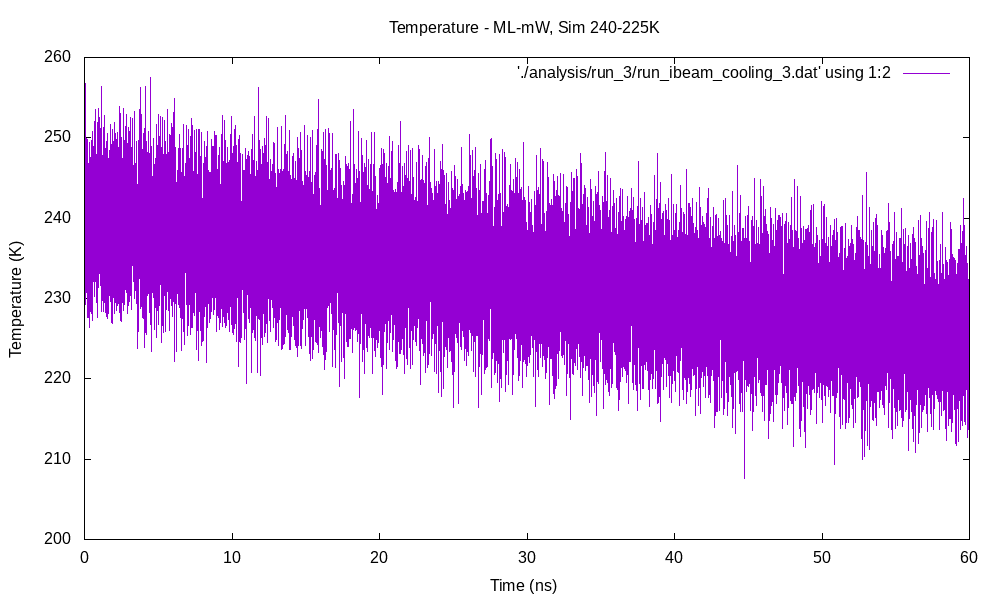 Temperature - ML-mW, Sim 240-225K
'./analysis/run_3/run_ibeam_cooling_3.dat' using 1:2
260
250
240
230
220
210
200
Temperature (K)
0 10 20 30 40 50 60
Time (ns)